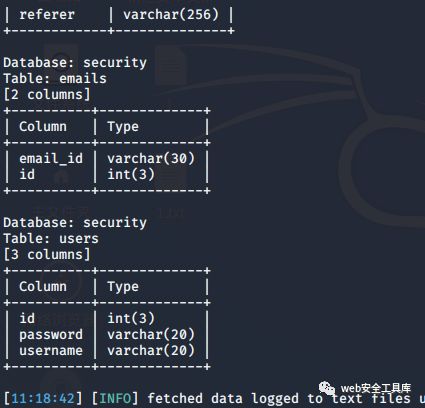 | referer | varchar(256) |
+----------+--------------+
Database: security
Table: emails
[2 columns]
+----------+-------------+
| Column   | Type        |
+----------+-------------+
| email_id | varchar(30) |
| id       | int(3)      |
+----------+-------------+
Database: security
Table: users
[3 columns]
+----------+-------------+
| Column   | Type        |
+----------+-------------+
| id       | int(3)      |
| password | varchar(20) |
| username | varchar(20) |
+----------+-------------+
[11:18:42] [INFO] fetched data logged to text files u
web安全工具库